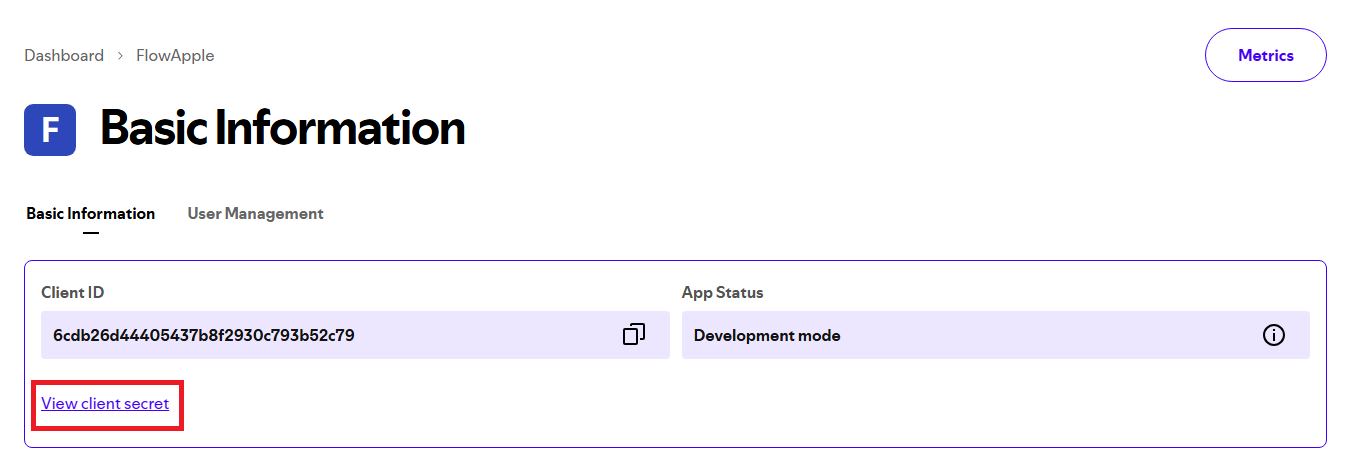 Dashboard > FlowApple
Metrics
F
Basic Information
Basic Information User Management
Client ID
App Status
6cdb26d44405437b8f2930c793b52c79
Development mode
View client secret